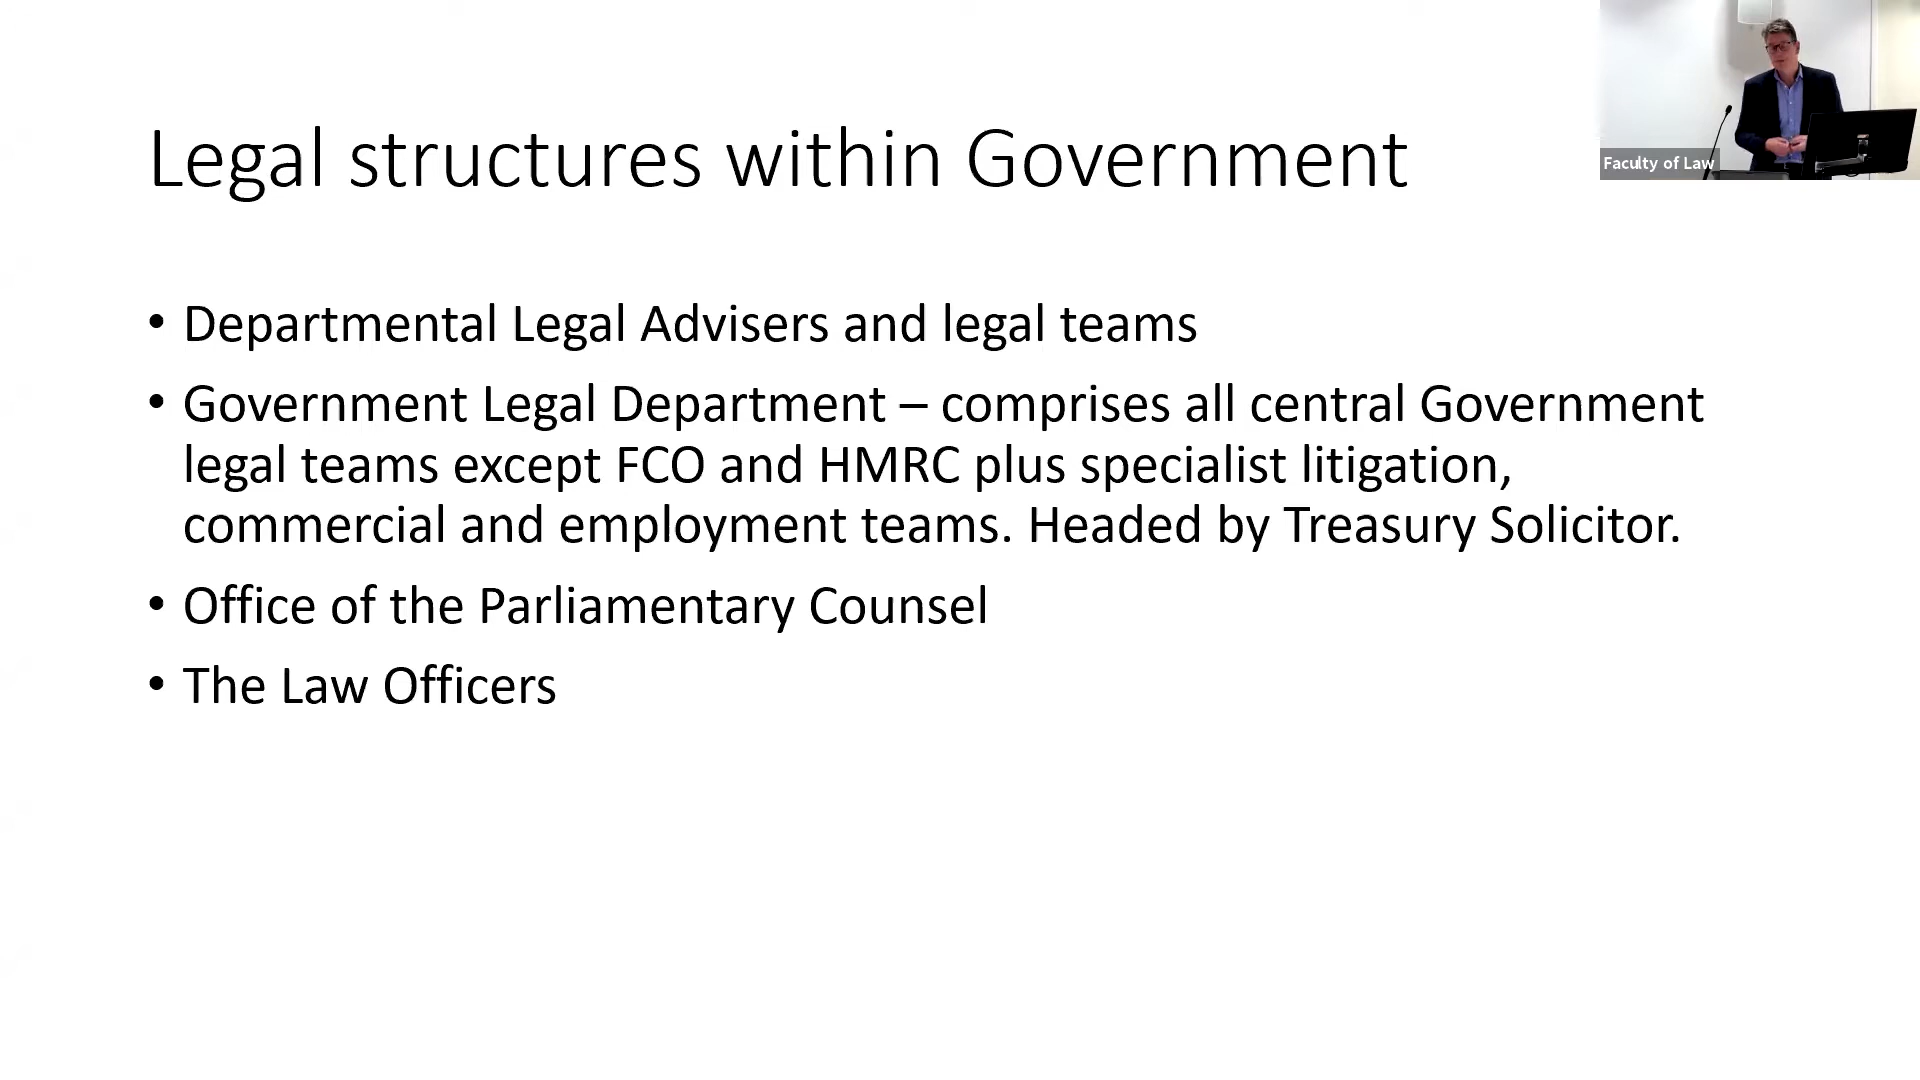 Legal structures within Government
Faculty of Law
• Departmental Legal Advisers and legal teams
• Government Legal Department – comprises all central Government
legal teams except FCO and HMRC plus specialist litigation,
commercial and employment teams. Headed by Treasury Solicitor.
• Office of the Parliamentary Counsel
• The Law Officers